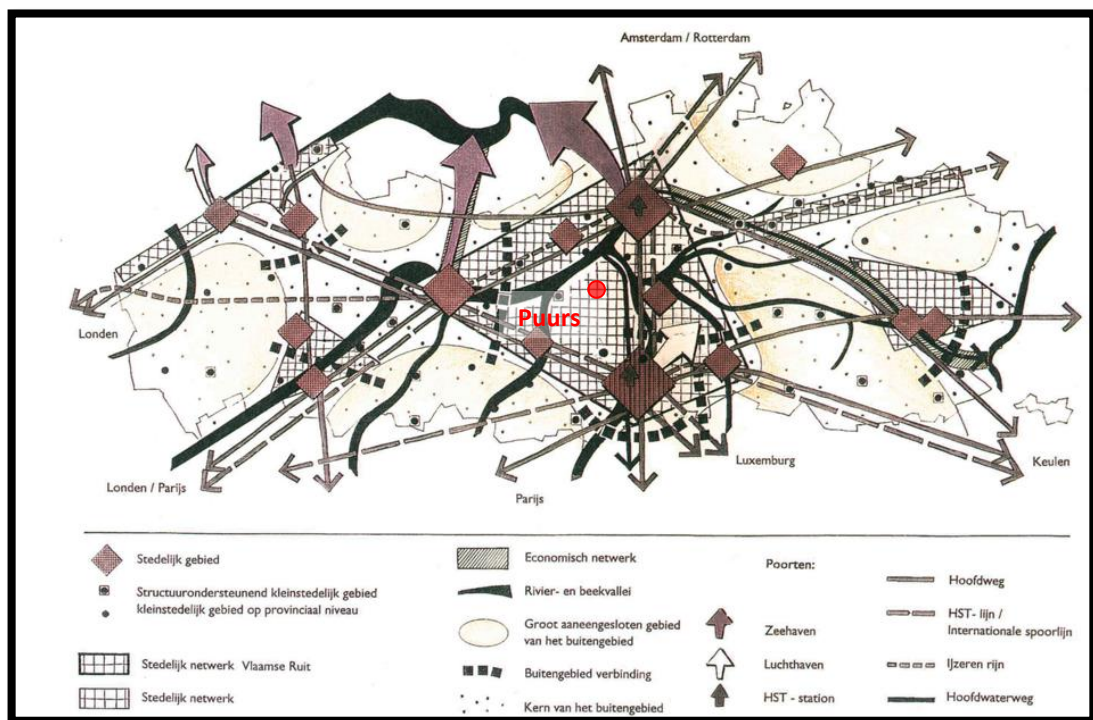 Amsterdam / Rotterdam
Londen
Puurs
Londen / Parijs
Parijs
Luxemburg
Keulen
Stedelijk gebied
Structuurondersteunend kleinstedelijk gebied
kleinstedelijk gebied op provinciaal niveau
Stedelijk netwerk Vlaamse Ruit
Stedelijk netwerk
Economisch netwerk
Rivier- en beekvallei
Groot aaneengesloten gebied
van het buitengebied
Buitengebied verbinding
Kern van het buitengebied
Poorten:
Zeehaven
Luchthaven
HST - station
Hoofdweg
HST- lijn /
Internationale spoorlijn
IJzeren rijn
Hoofdwaterweg